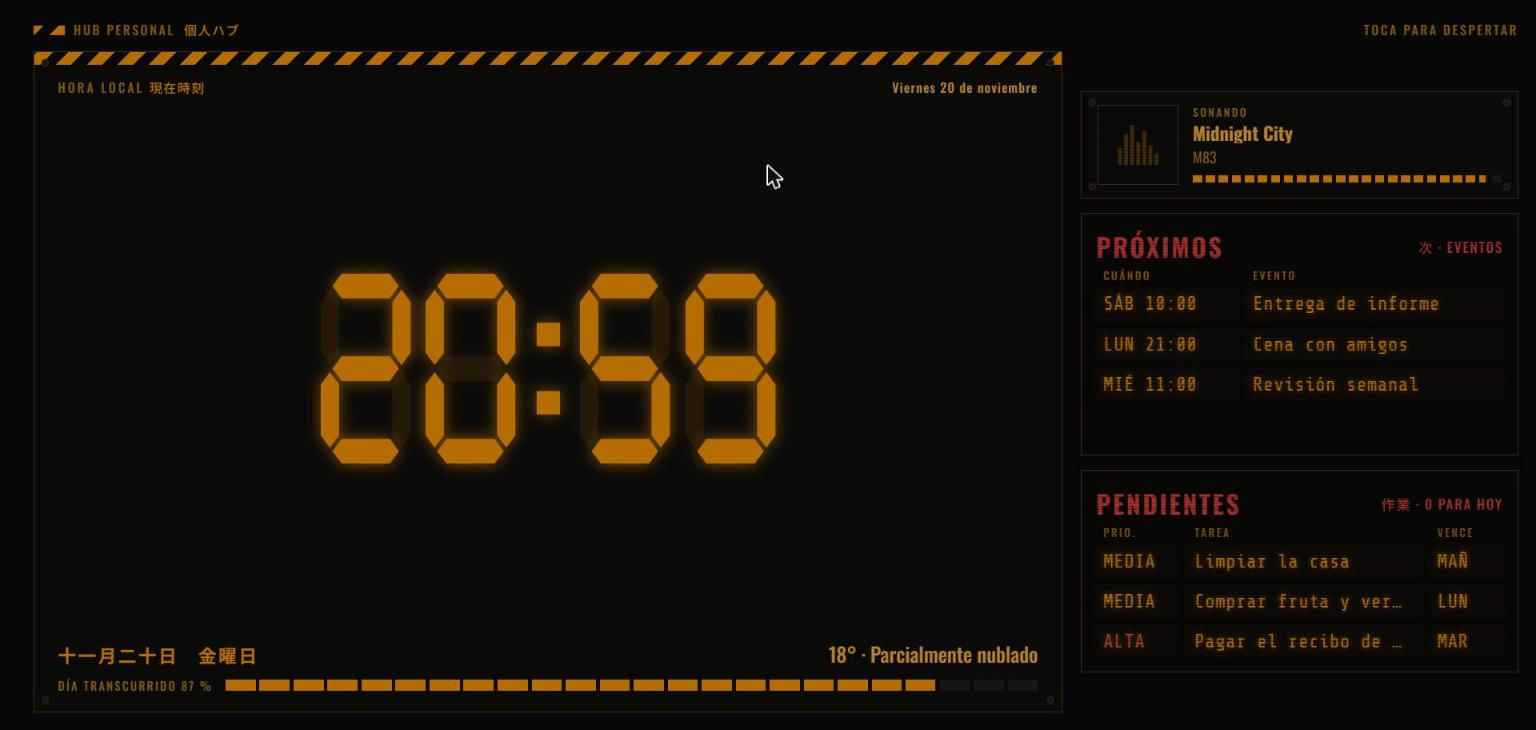 HUB PERSONAL 個人ハブ
TOCA PARA DESPERTAR
HORA LOCAL 現在時刻
Viernes 20 de noviembre
20:59
十一月二十日 金曜日
18° · Parcialmente nublado
DÍA TRANSCURRIDO 87 %
SONANDO
Midnight City
M83
PRÓXIMOS
次 · EVENTOS
CUÁNDO EVENTO
SÁB 10:00 Entrega de informe
LUN 21:00 Cena con amigos
MIÉ 11:00 Revisión semanal
PENDIENTES
作業 · 0 PARA HOY
PRIO. TAREA VENCE
MEDIA Limpiar la casa MAÑ
MEDIA Comprar fruta y ver… LUN
ALTA Pagar el recibo de … MAR